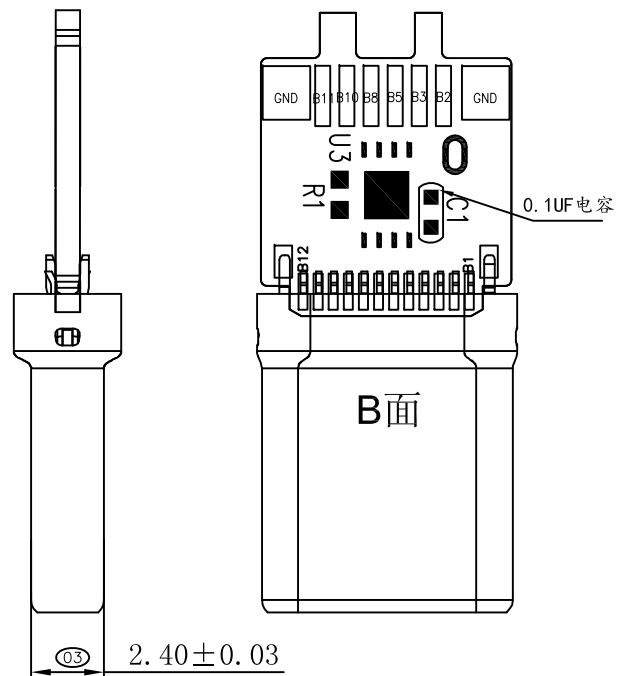 GND B11 B10 B8 B5 B3 B2 GND
U3
R1
C1
0.1UF电容
B12
B1
B面
03
2.40±0.03